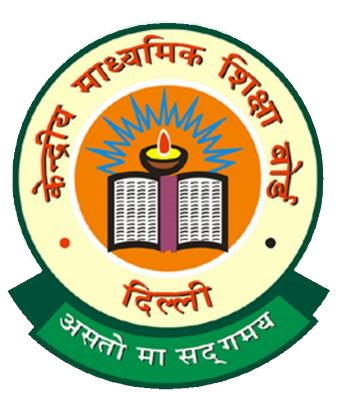 केन्द्रीय माध्यमिक शिक्षा बोर्ड
दिल्ली
असतो मा सद्गमय